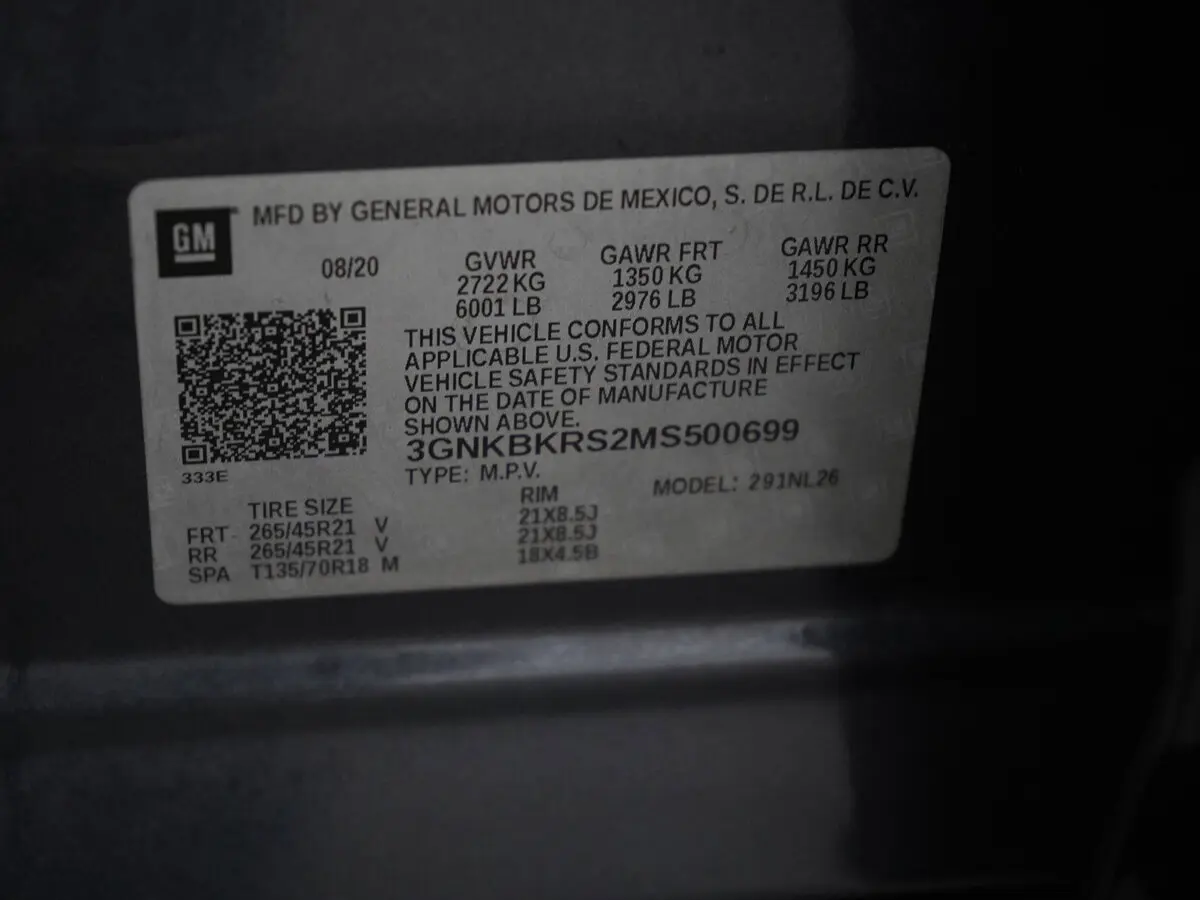 GM MFD BY GENERAL MOTORS DE MEXICO, S. DE R.L. DE C.V.
08/20 GVWR GAWR FRT GAWR RR
2722 KG 1350 KG 1450 KG
6001 LB 2976 LB 3196 LB
THIS VEHICLE CONFORMS TO ALL
APPLICABLE U.S. FEDERAL MOTOR
VEHICLE SAFETY STANDARDS IN EFFECT
ON THE DATE OF MANUFACTURE
SHOWN ABOVE.
3GNKBKRS2MS500699
333E TYPE: M.P.V. MODEL: 291NL26
TIRE SIZE RIM
FRT 265/45R21 V 21X8.5J
RR 265/45R21 V 21X8.5J
SPA T135/70R18 M 18X4.5B